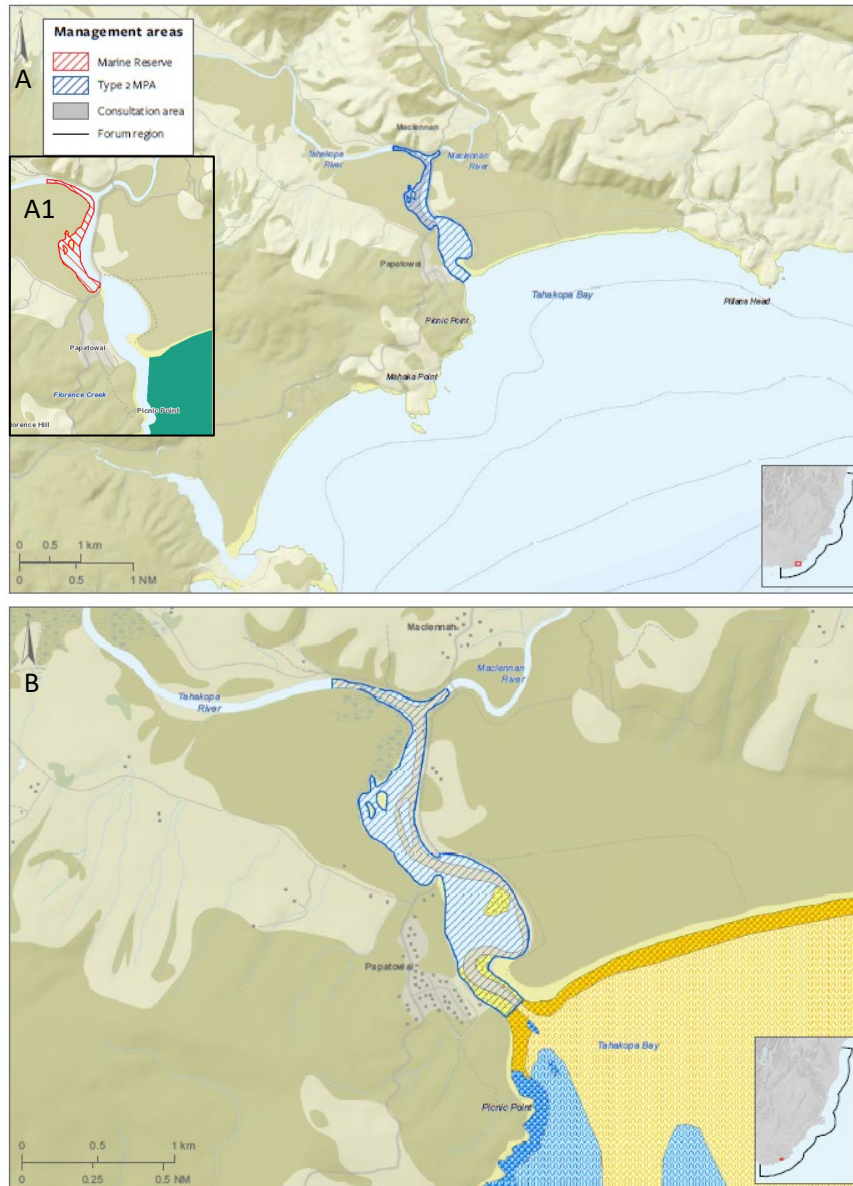 A
Management areas
Marine Reserve
Type 2 MPA
Consultation area
Forum region
A1
Papatowai
Florence Creek
Picnic Point
lorence Hill
Maclennan
Tahakopa
River
Maclennan
River
Papatowai
Tahakopa Bay
Pillans Head
Picnic Point
Mahaka Point
0 0.5 1 km
0 0.5 1 NM
B
Maclennan
Tahakopa
River
Maclennan
River
Papatowai
Tahakopa Bay
Picnic Point
0 0.5 1 km
0 0.25 0.5 NM